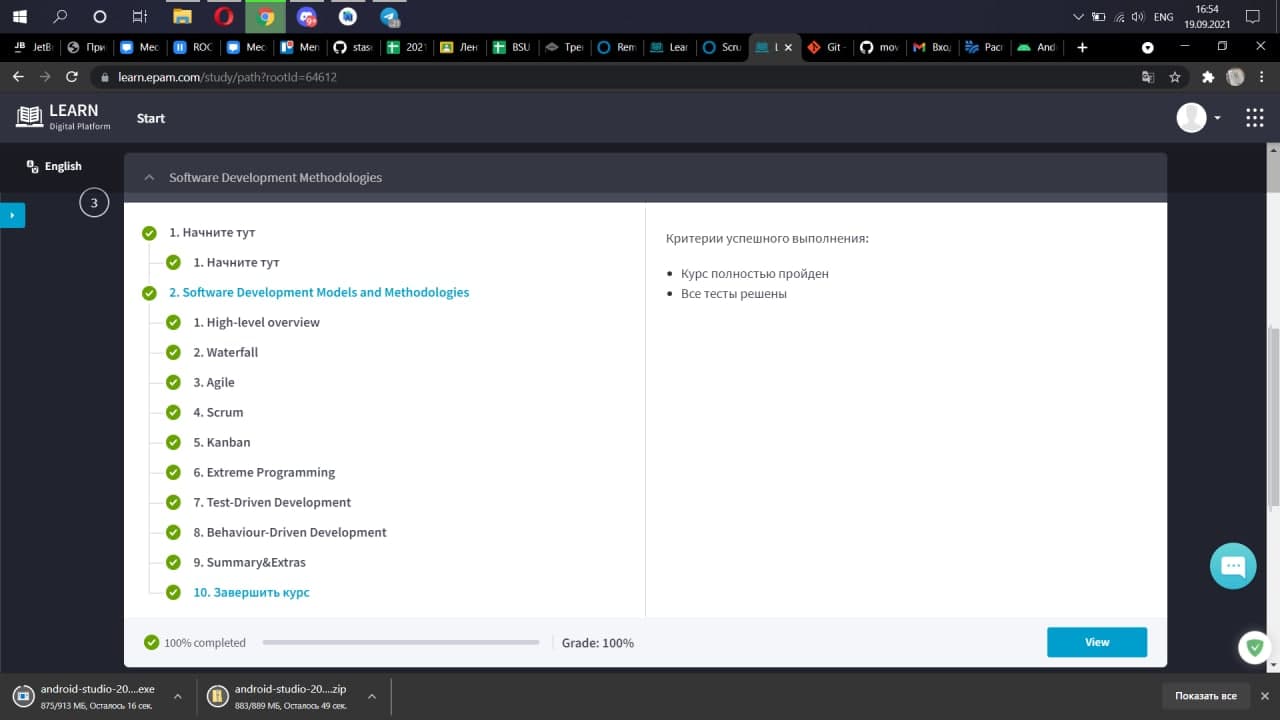 16:54
ENG
19.09.2021
JetB
При
Мес
ROC
Мес
Men
stas
2021
Лен
BSU
Тре
Rem
Lear
Scru
L
Git -
mov
Вхо
Рас
And
learn.epam.com/study/path?rootId=64612
LEARN
Digital Platform
Start
English
3
Software Development Methodologies
1. Начните тут
1. Начните тут
2. Software Development Models and Methodologies
1. High-level overview
2. Waterfall
3. Agile
4. Scrum
5. Kanban
6. Extreme Programming
7. Test-Driven Development
8. Behaviour-Driven Development
9. Summary&Extras
10. Завершить курс
Критерии успешного выполнения:
Курс полностью пройден
Все тесты решены
100% completed
Grade: 100%
View
android-studio-20....exe
875/913 МБ, Осталось 16 сек.
android-studio-20....zip
883/889 МБ, Осталось 49 сек.
Показать все